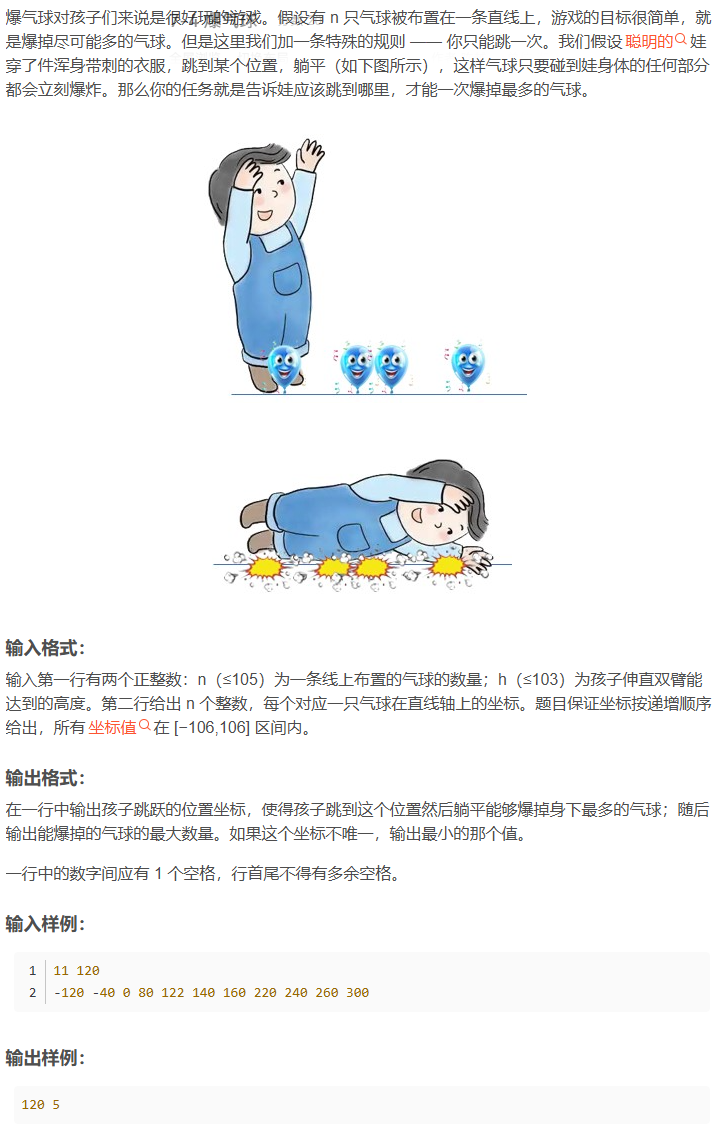 爆气球对孩子们来说是很好玩的游戏。假设有 n 只气球被布置在一条直线上，游戏的目标很简单，就
是爆掉尽可能多的气球。但是这里我们加一条特殊的规则 —— 你只能跳一次。我们假设 聪明的 娃
穿了件浑身带刺的衣服，跳到某个位置，躺平（如下图所示），这样气球只要碰到娃身体的任何部分
都会立刻爆炸。那么你的任务就是告诉娃应该跳到哪里，才能一次爆掉最多的气球。
输入格式：
输入第一行有两个正整数：n（≤105）为一条线上布置的气球的数量；h（≤103）为孩子伸直双臂能
达到的高度。第二行给出 n 个整数，每个对应一只气球在直线轴上的坐标。题目保证坐标按递增顺序
给出，所有 坐标值 在 [−106,106] 区间内。
输出格式：
在一行中输出孩子跳跃的位置坐标，使得孩子跳到这个位置然后躺平能够爆掉身下最多的气球；随后
输出能爆掉的气球的最大数量。如果这个坐标不唯一，输出最小的那个值。
一行中的数字间应有 1 个空格，行首尾不得有多余空格。
输入样例：
1 11 120
2 -120 -40 0 80 122 140 160 220 240 260 300
输出样例：
120 5